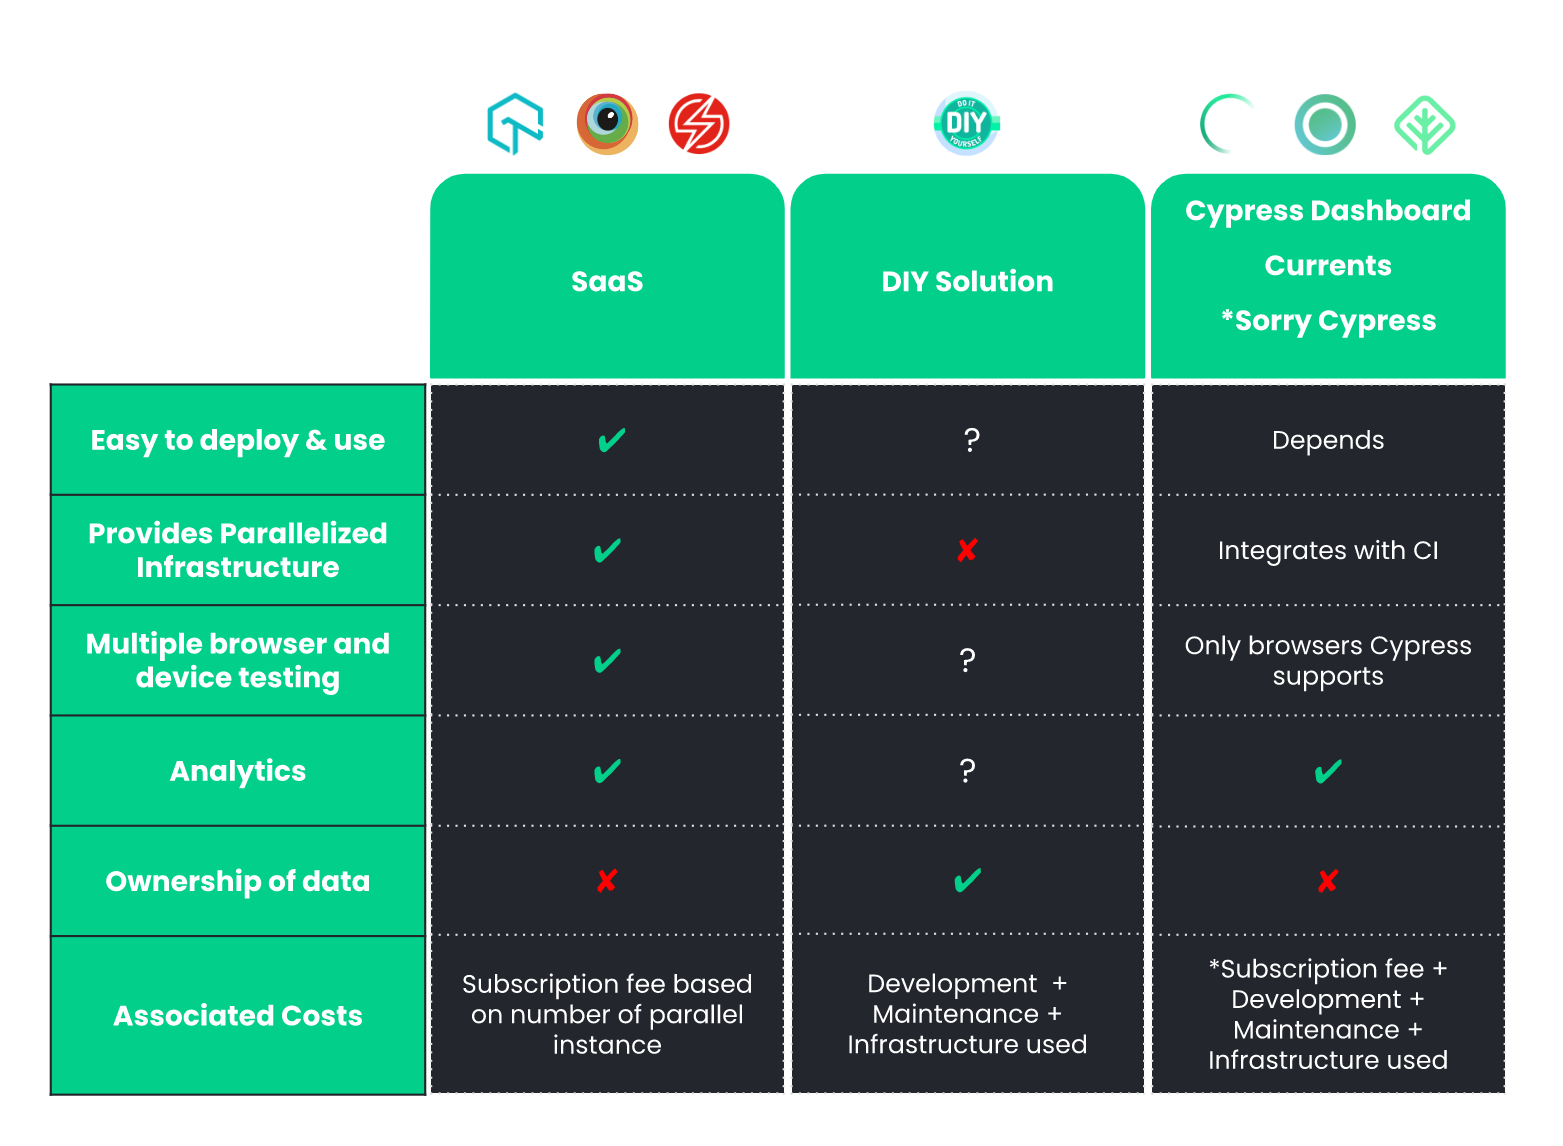 DO IT
DIY
YOURSELF
SaaS
DIY Solution
Cypress Dashboard
Currents
*Sorry Cypress
Easy to deploy & use
✔
?
Depends
Provides Parallelized
Infrastructure
✔
✘
Integrates with CI
Multiple browser and
device testing
✔
?
Only browsers Cypress
supports
Analytics
✔
?
✔
Ownership of data
✘
✔
✘
Associated Costs
Subscription fee based
on number of parallel
instance
Development +
Maintenance +
Infrastructure used
*Subscription fee +
Development +
Maintenance +
Infrastructure used